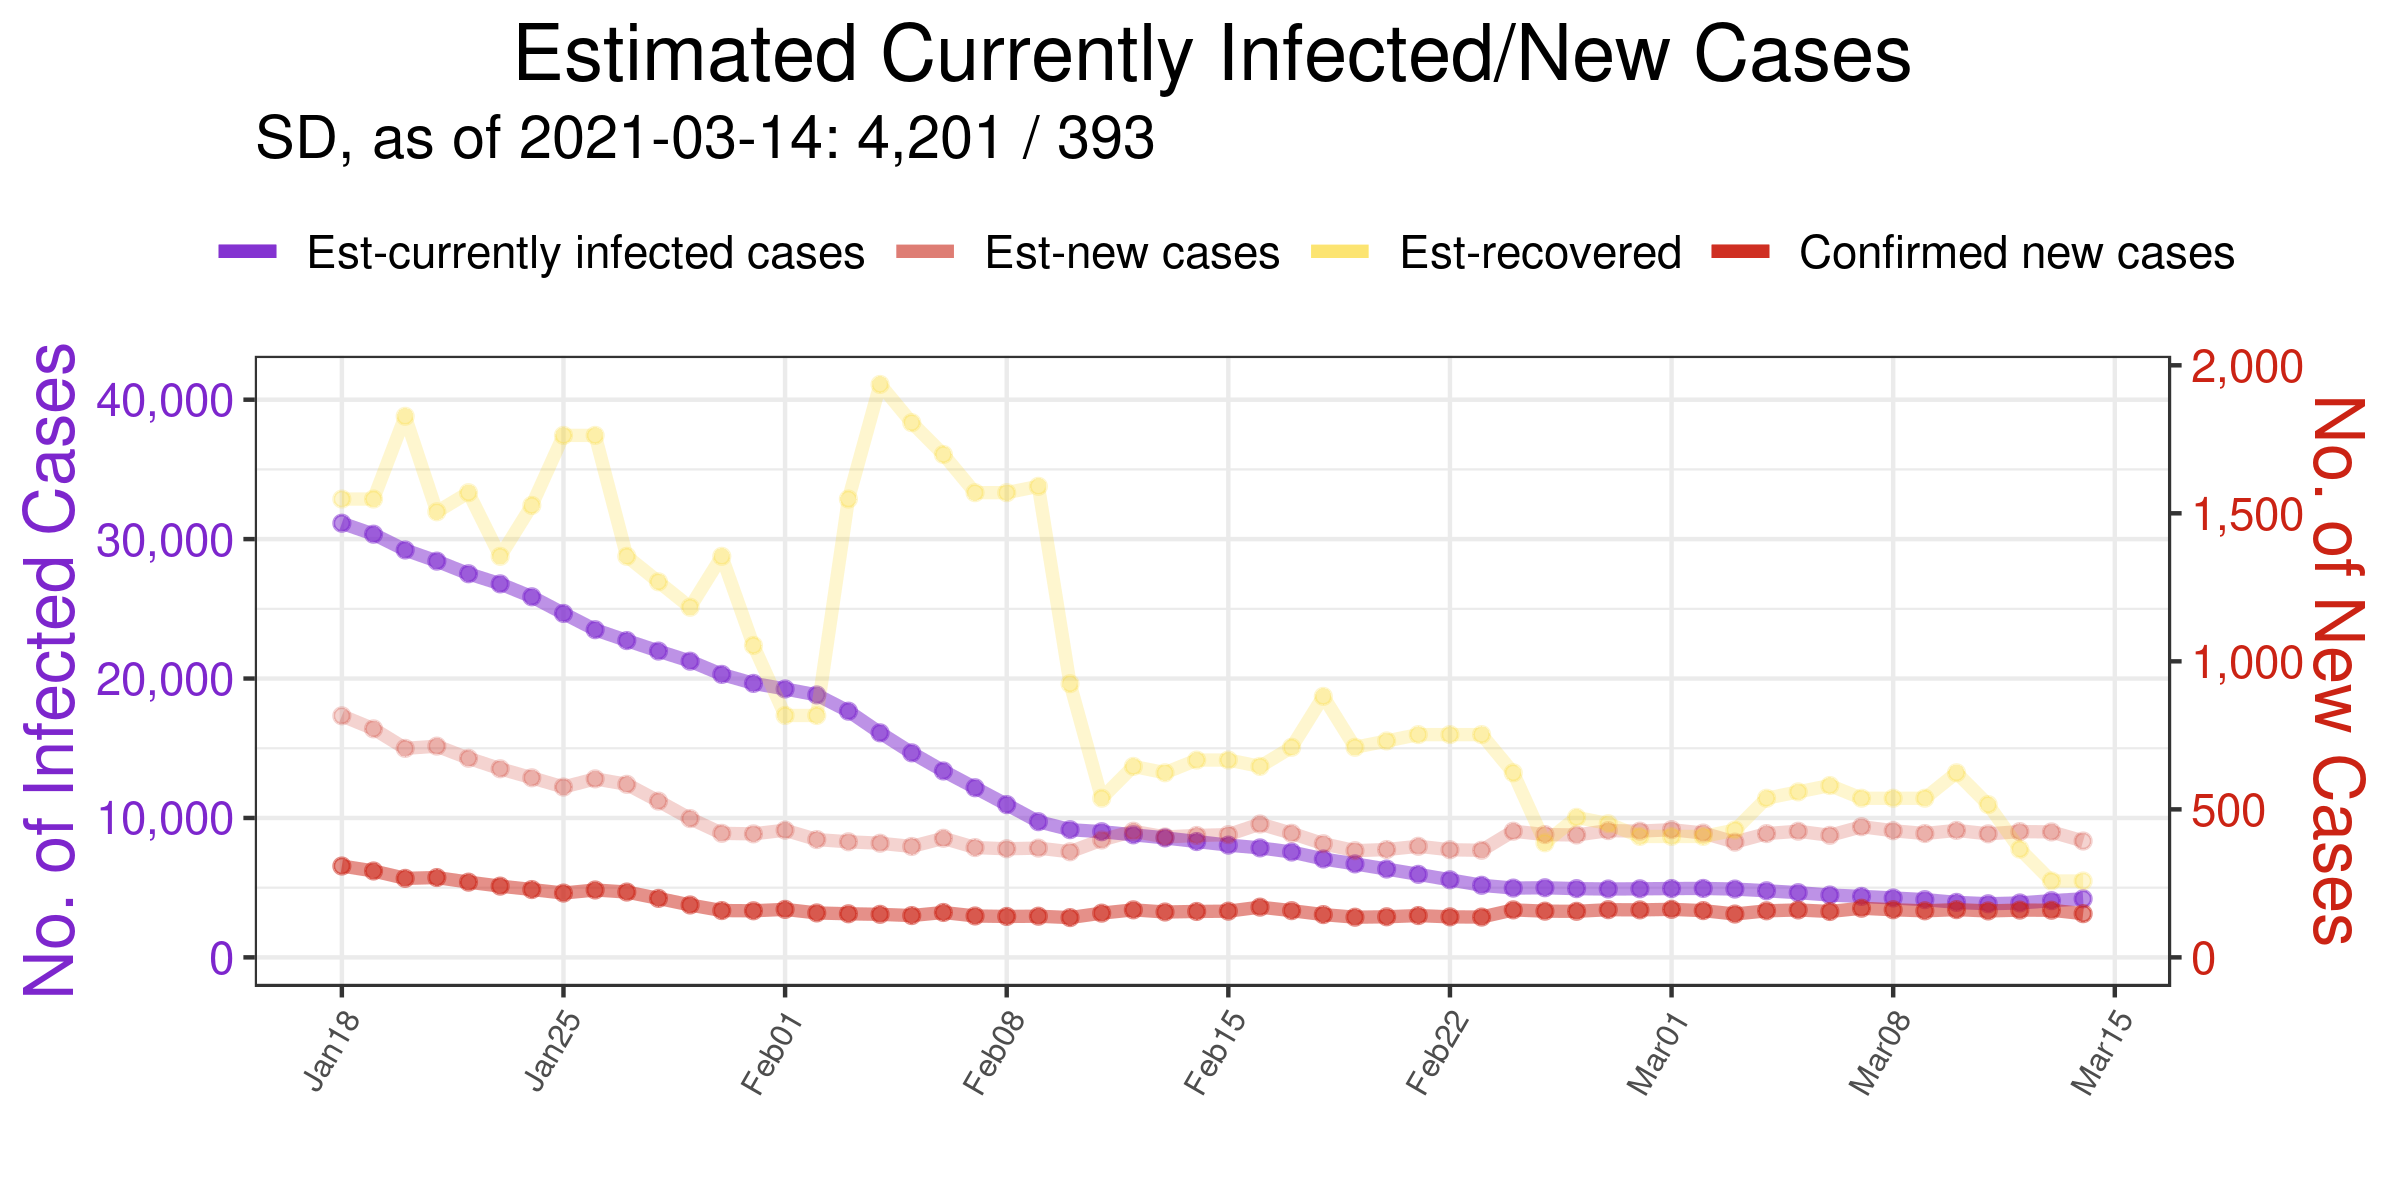 Estimated Currently Infected/New Cases
SD, as of 2021-03-14: 4,201 / 393
Est-currently infected cases Est-new cases Est-recovered Confirmed new cases
No. of Infected Cases
40,000
30,000
20,000
10,000
0
2,000
1,500
1,000
500
0
No. of New Cases
Jan18 Jan25 Feb01 Feb08 Feb15 Feb22 Mar01 Mar08 Mar15